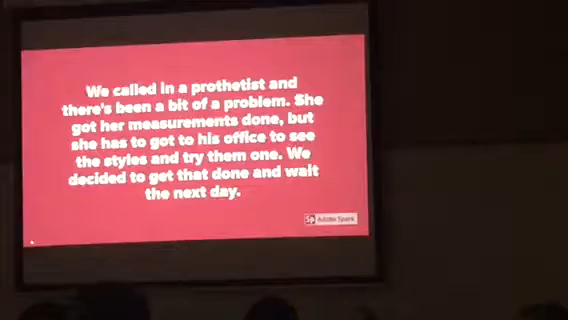 We called in a prothetist and
there's been a bit of a problem. She
got her measurements done, but
she has to got to his office to see
the styles and try them one. We
decided to get that done and wait
the next day.
Sp Adobe Spark